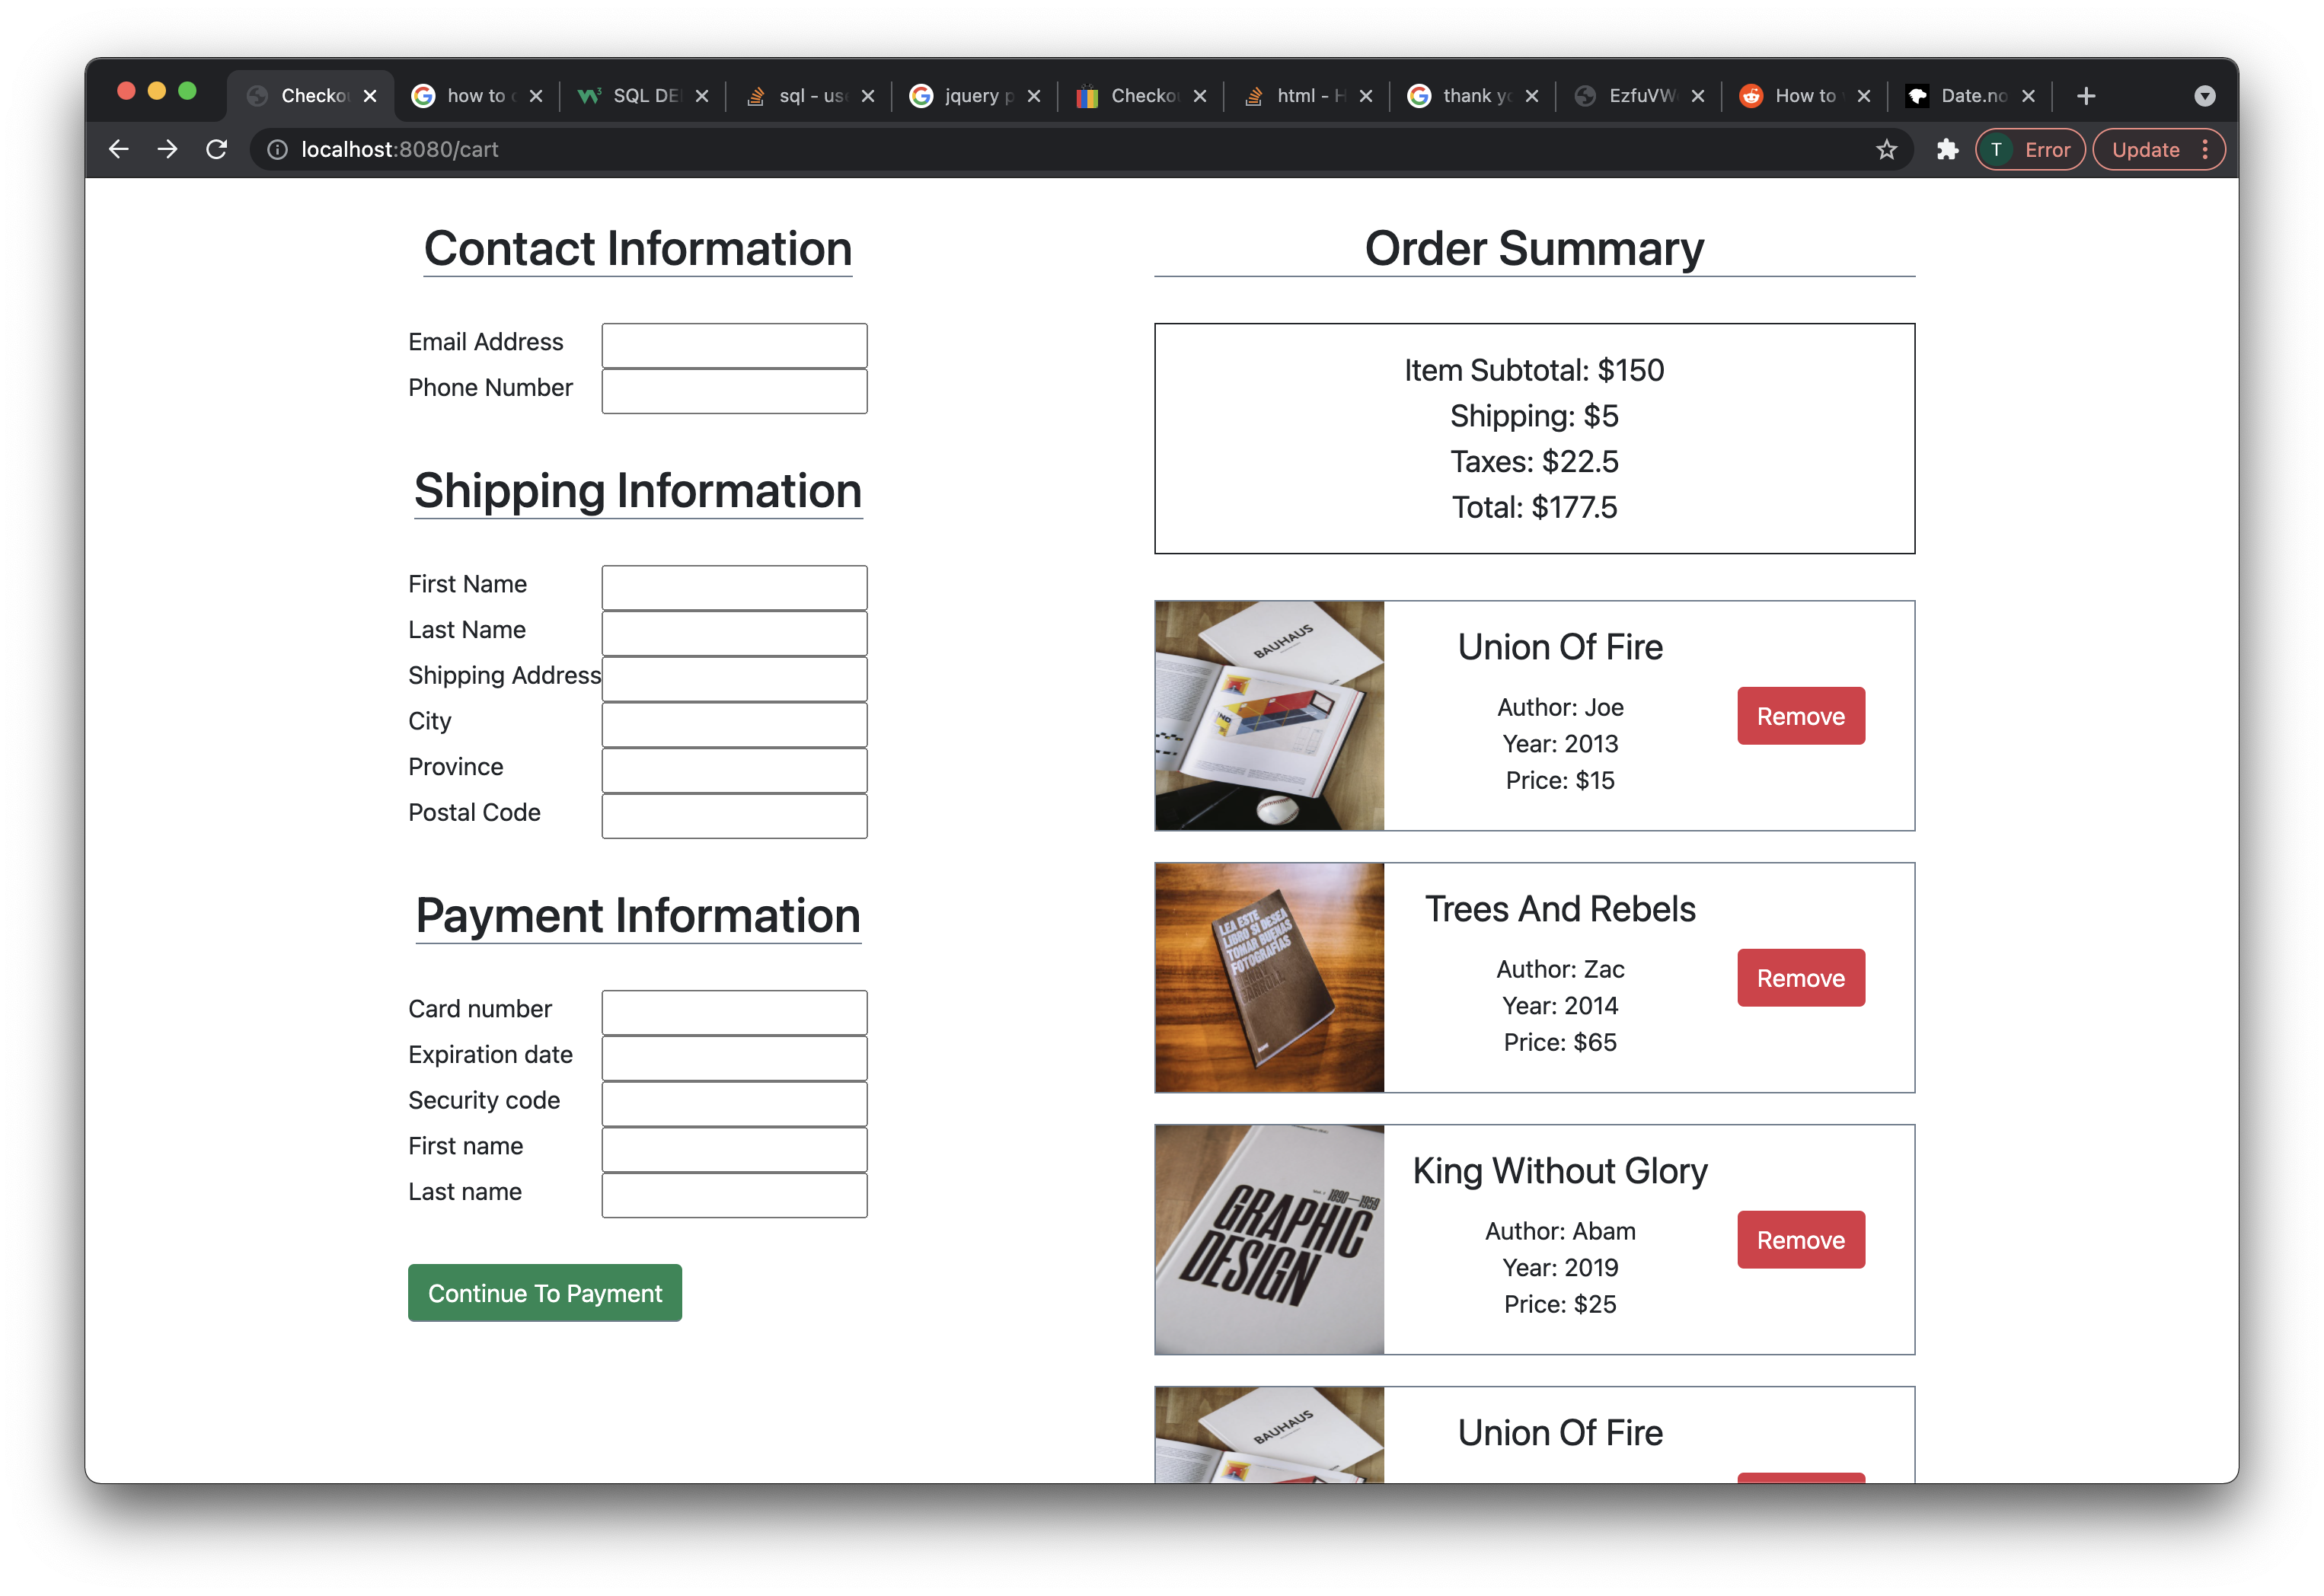 Checkou
how to c
SQL DE
sql - use
jquery p
Checkou
html - H
thank yo
EzfuVW
How to
Date.no
localhost:8080/cart
T
Error
Update
Contact Information
Email Address
Phone Number
Shipping Information
First Name
Last Name
Shipping Address
City
Province
Postal Code
Payment Information
Card number
Expiration date
Security code
First name
Last name
Continue To Payment
Order Summary
Item Subtotal: $150
Shipping: $5
Taxes: $22.5
Total: $177.5
BAUHAUS
Union Of Fire
Author: Joe
Year: 2013
Price: $15
Remove
LEA ESTE
LIBRO SI DESEA
TOMAR BUENAS
FOTOGRAFÍAS
Trees And Rebels
Author: Zac
Year: 2014
Price: $65
Remove
1890—1959
GRAPHIC
DESIGN
King Without Glory
Author: Abam
Year: 2019
Price: $25
Remove
BAUHAUS
Union Of Fire